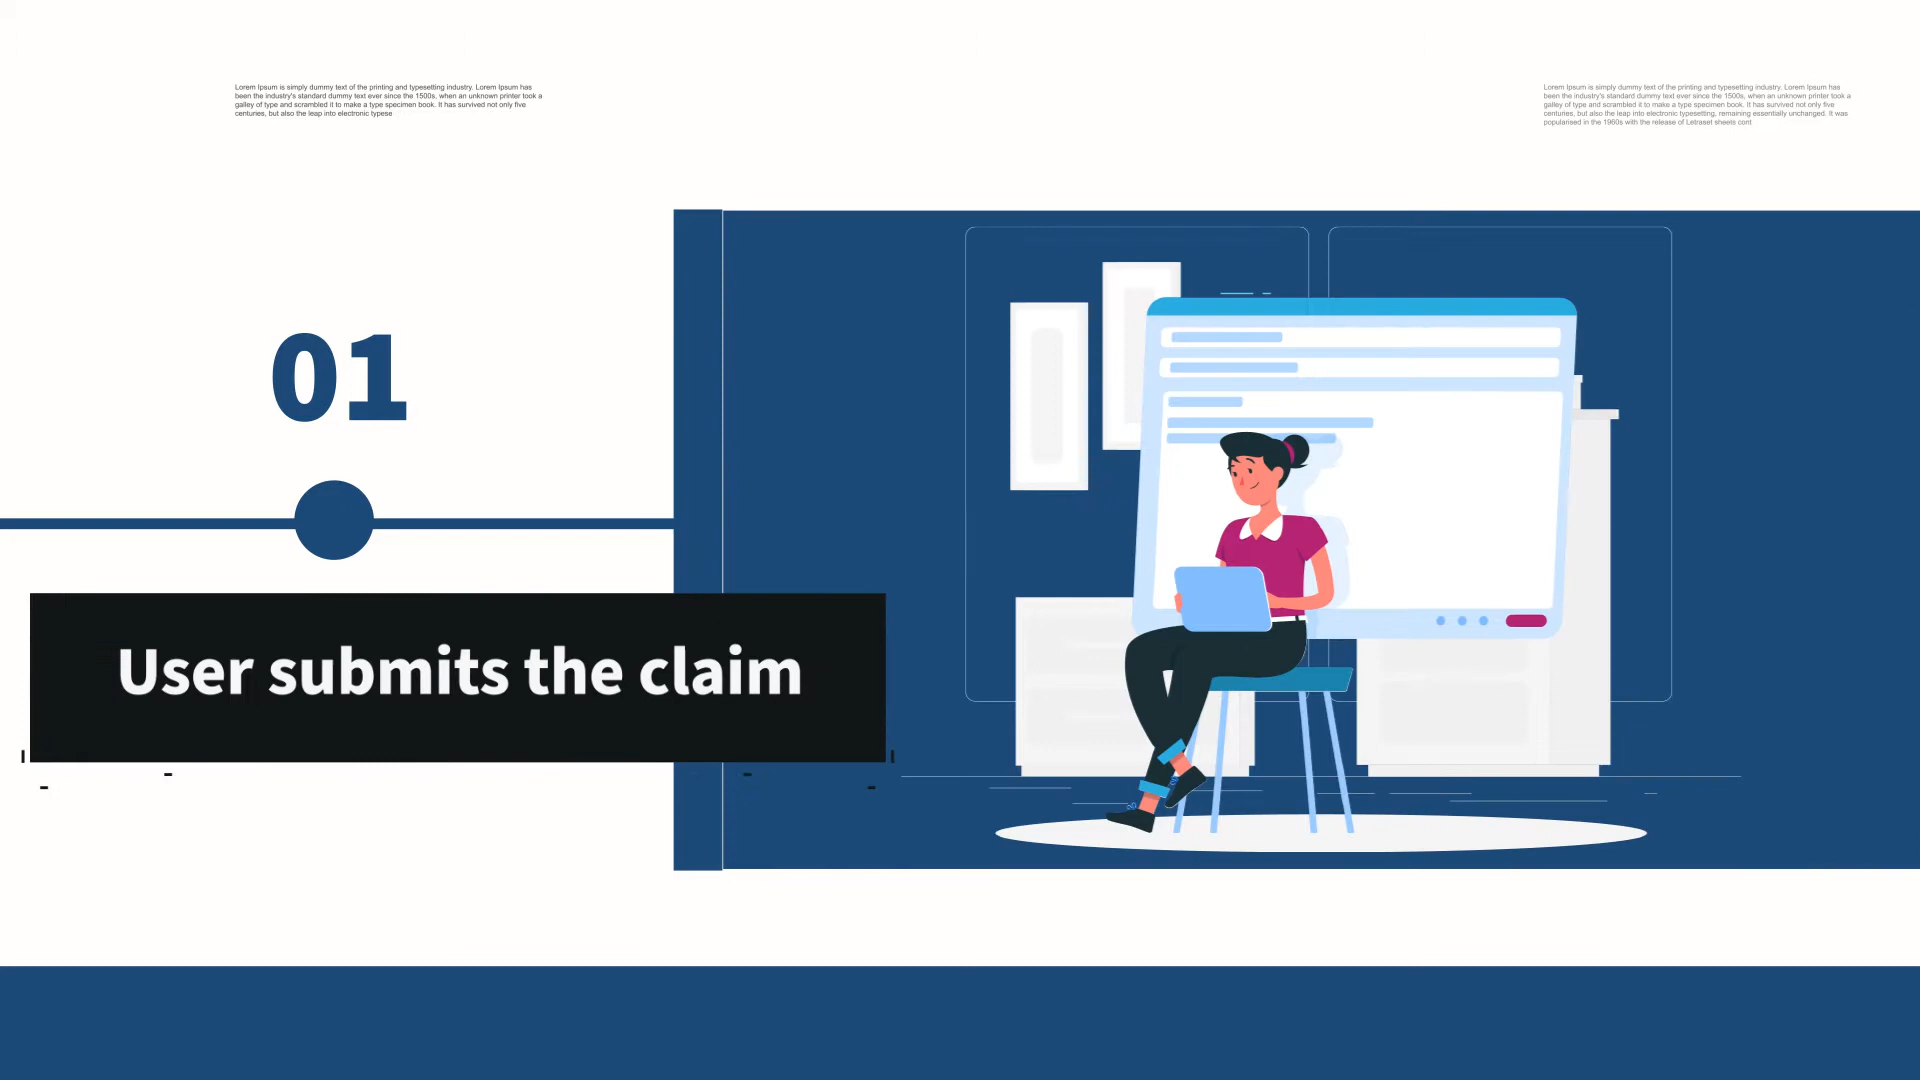 Lorem Ipsum is simply dummy text of the printing and typesetting industry. Lorem Ipsum has
been the industry's standard dummy text ever since the 1500s, when an unknown printer took a
galley of type and scrambled it to make a type specimen book. It has survived not only five
centuries, but also the leap into electronic typese
Lorem Ipsum is simply dummy text of the printing and typesetting industry. Lorem Ipsum has
been the industry's standard dummy text ever since the 1500s, when an unknown printer took a
galley of type and scrambled it to make a type specimen book. It has survived not only five
centuries, but also the leap into electronic typesetting, remaining essentially unchanged. It was
popularised in the 1960s with the release of Letraset sheets cont
01
User submits the claim